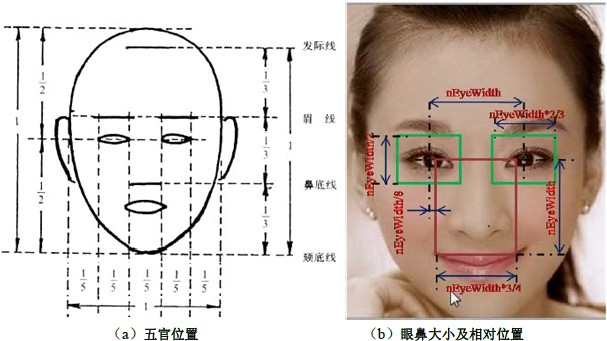 发际线
眉 线
鼻底线
颏底线
1
1/2
1/2
1/3
1/3
1/3
1
1/5
1/5
1/5
1/5
1/5
1
nEyeWidth
nEyeWidth*2/3
nEyeWidth/2
nEyeWidth/8
nEyeWidth
nEyeWidth*3/4
（a）五官位置
（b）眼鼻大小及相对位置